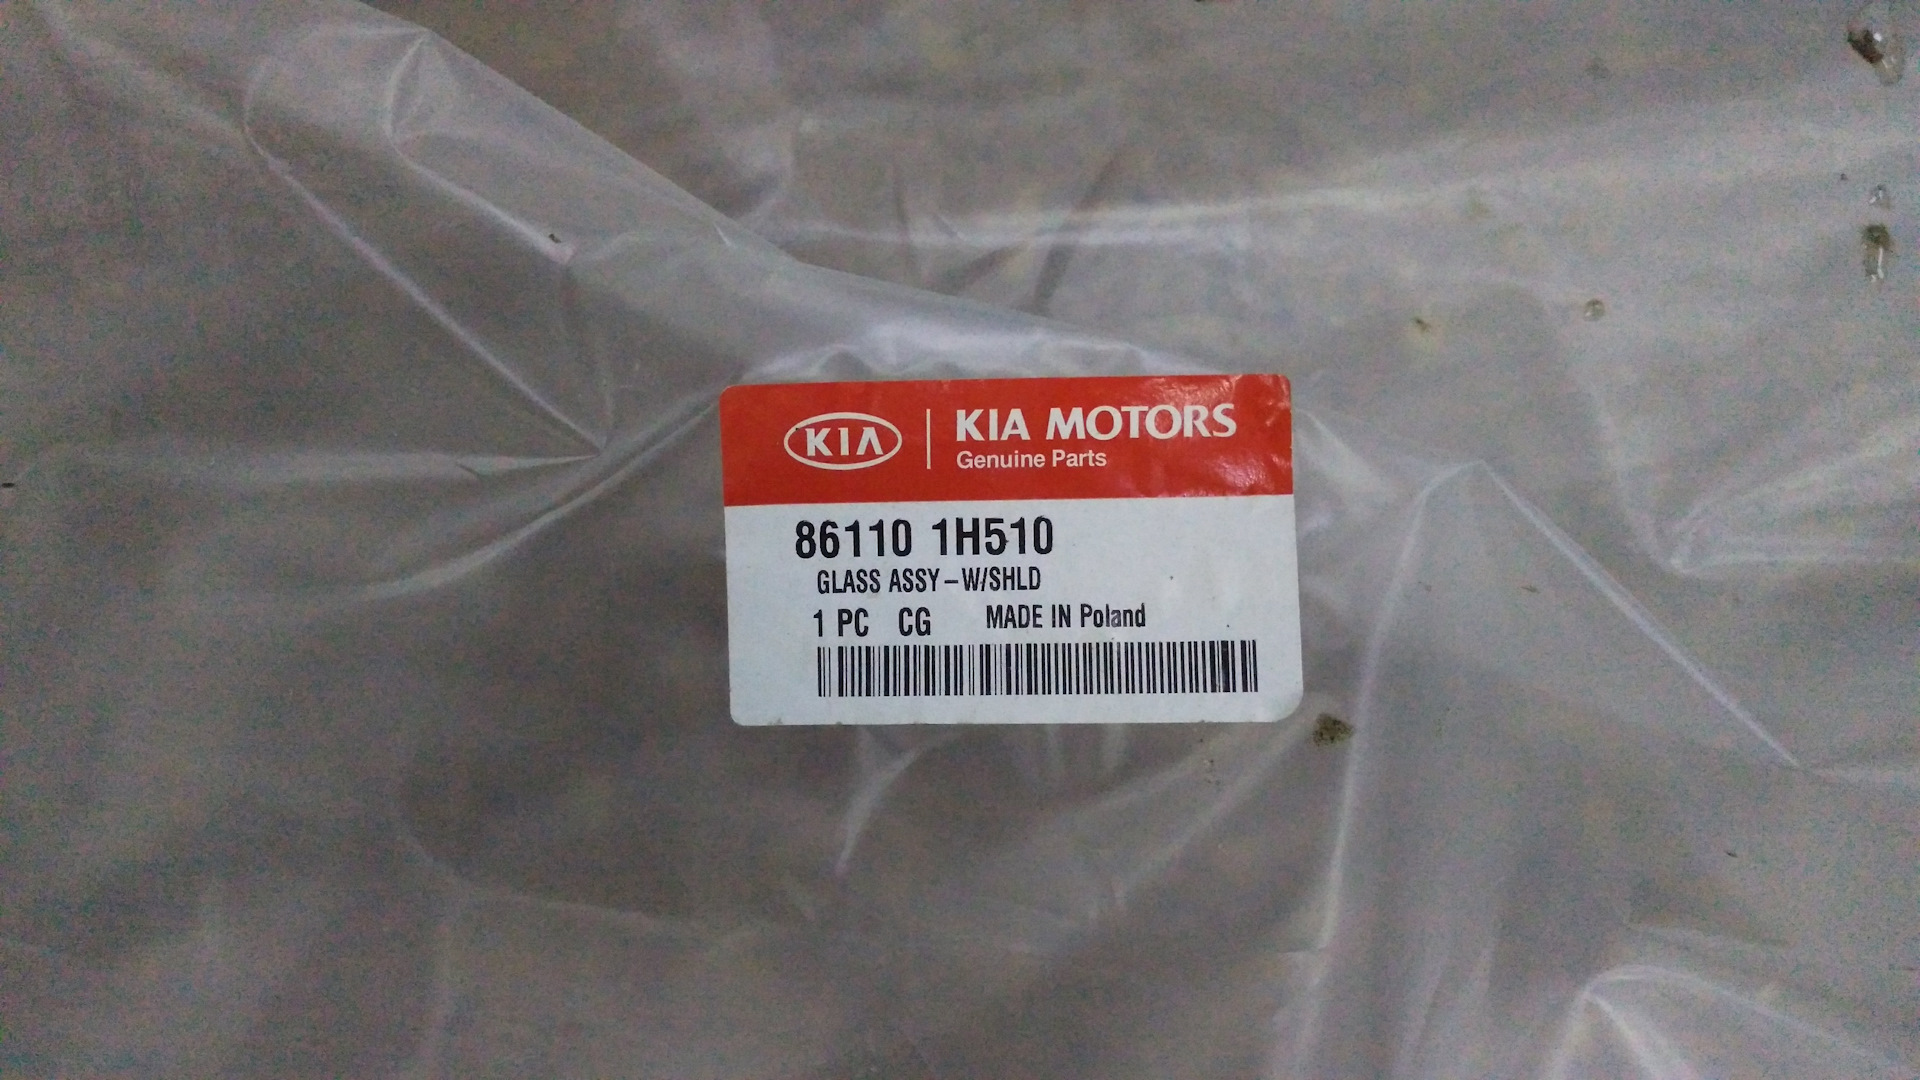 KIA
KIA MOTORS
Genuine Parts
86110 1H510
GLASS ASSY-W/SHLD
1 PC CG MADE IN Poland